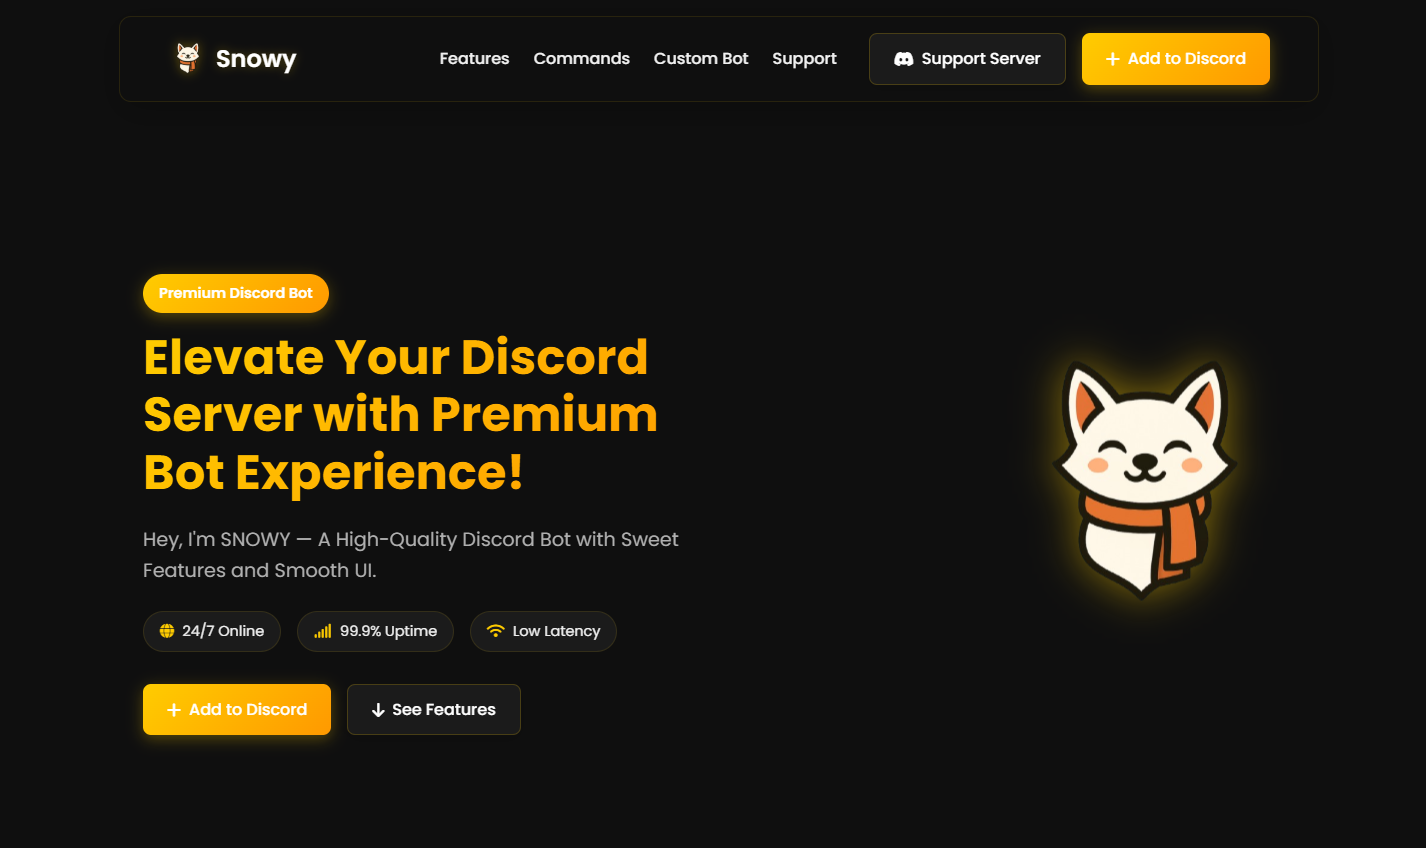 Snowy
Features
Commands
Custom Bot
Support
Support Server
Add to Discord
Premium Discord Bot
Elevate Your Discord
Server with Premium
Bot Experience!
Hey, I'm SNOWY — A High-Quality Discord Bot with Sweet
Features and Smooth UI.
24/7 Online
99.9% Uptime
Low Latency
Add to Discord
See Features